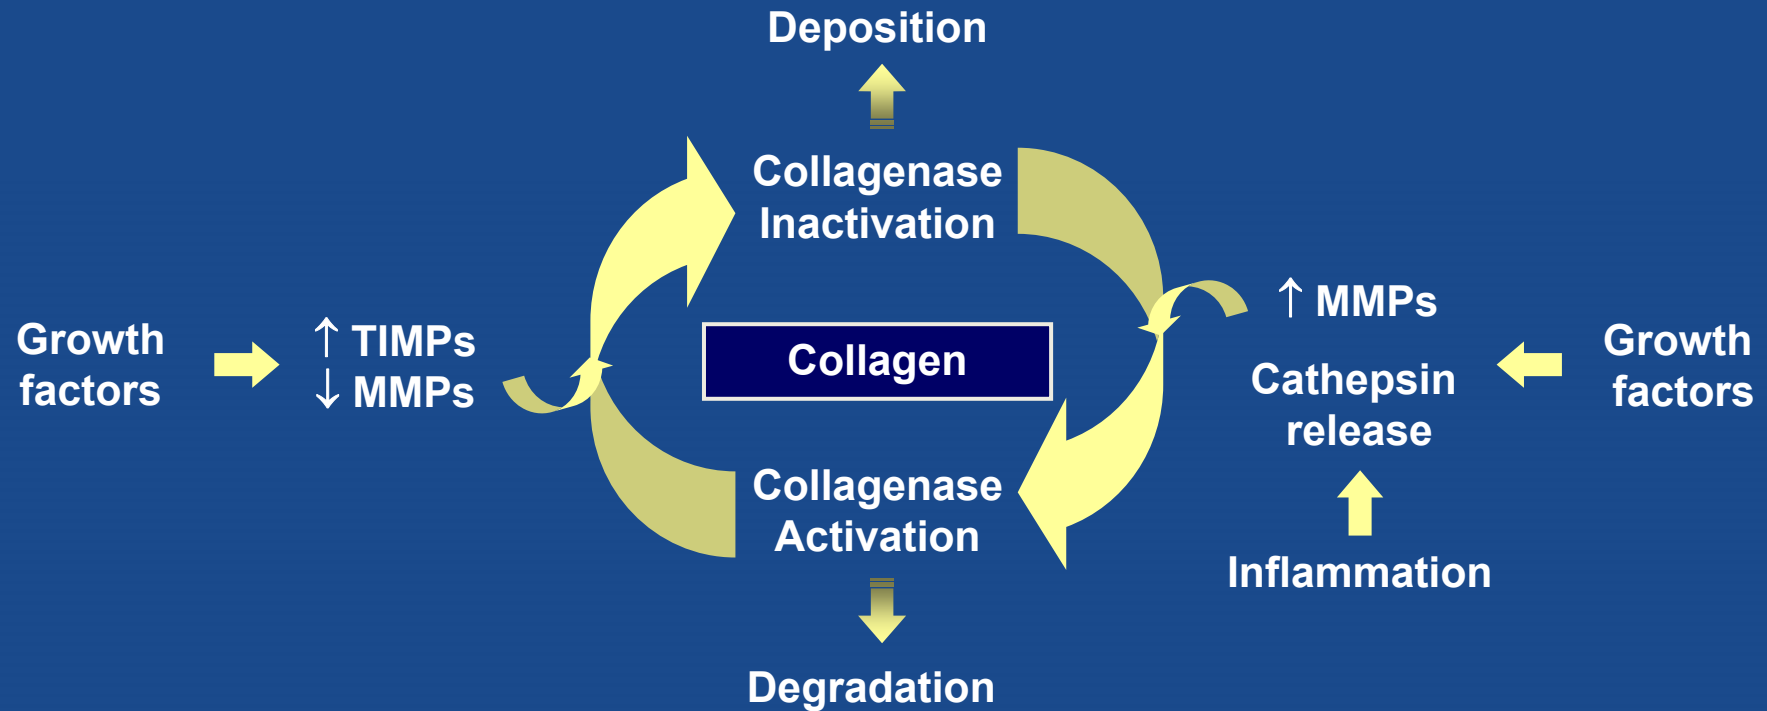 Deposition
Collagenase
Inactivation
Growth
factors
↑ TIMPs
↓ MMPs
Collagen
↑ MMPs
Cathepsin
release
Growth
factors
Collagenase
Activation
Inflammation
Degradation